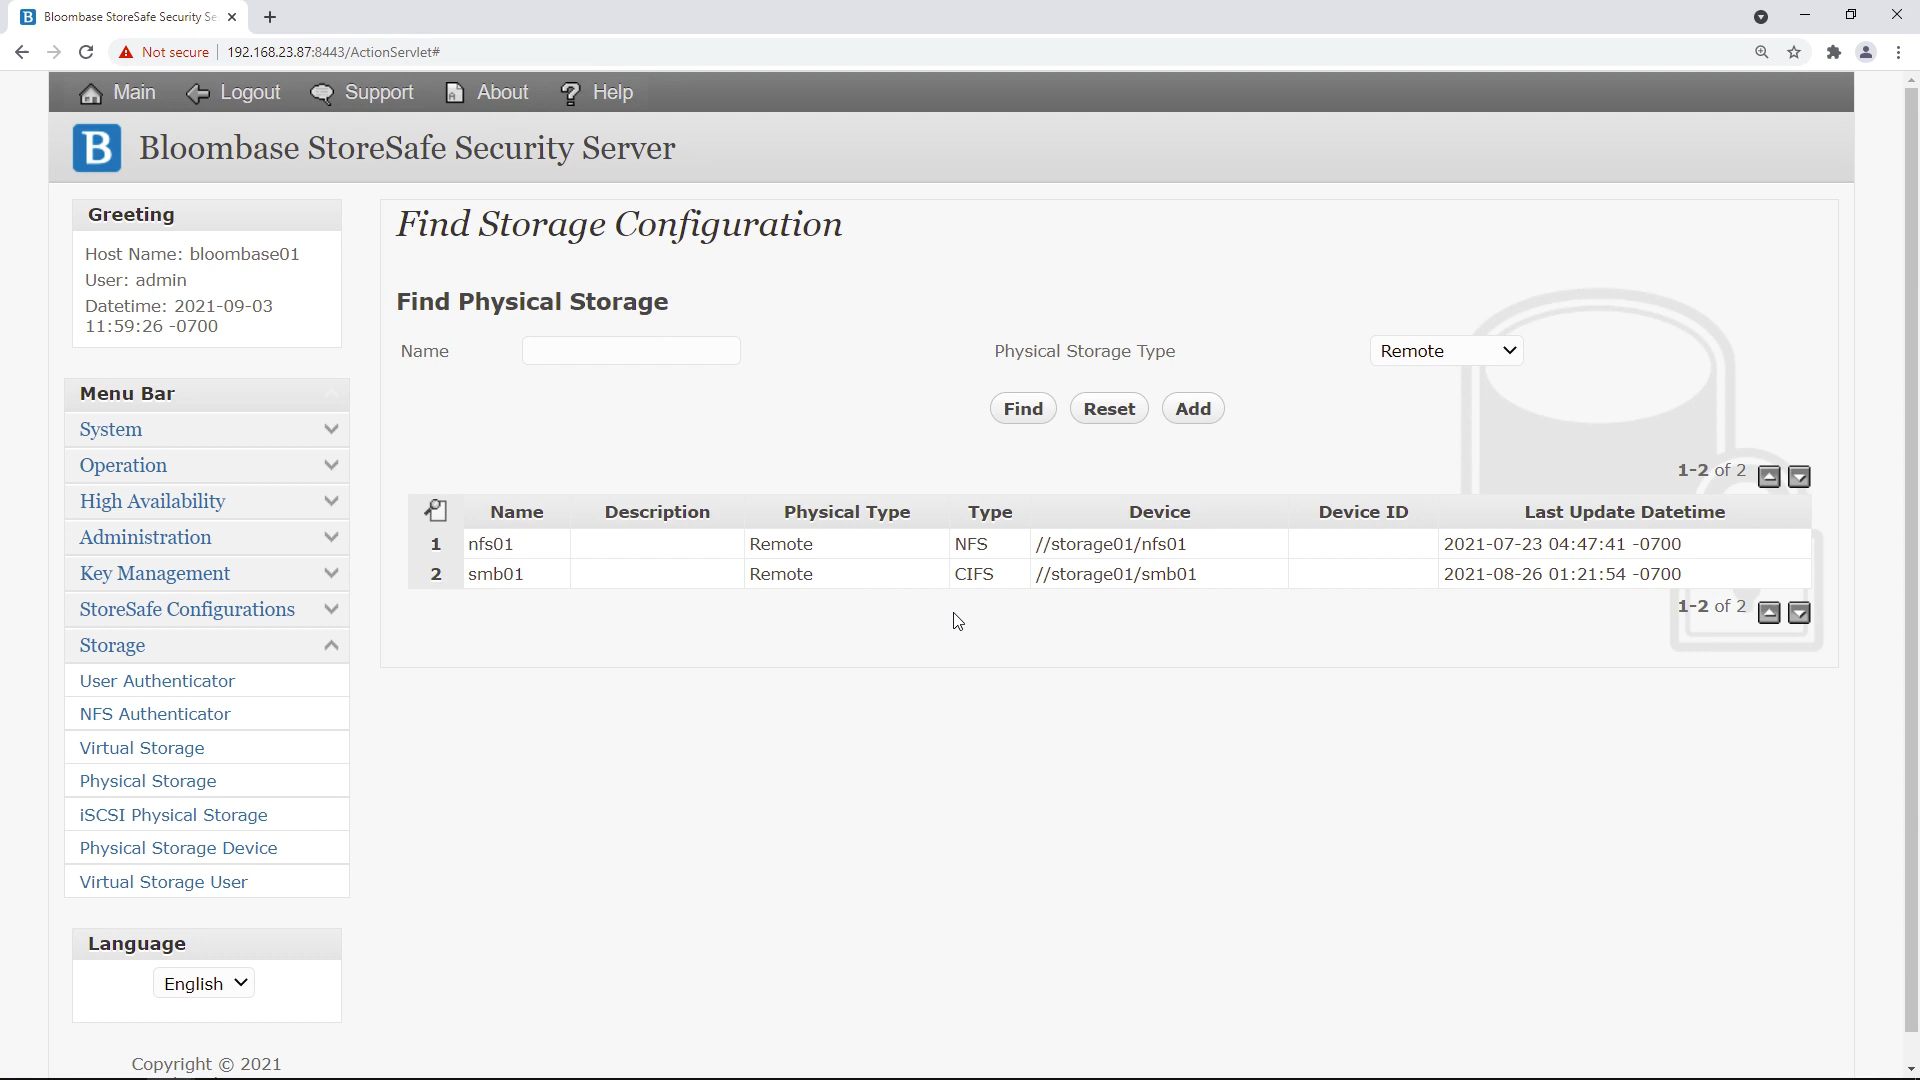 Bloombase StoreSafe Security Se
Not secure
192.168.23.87:8443/ActionServlet#
Main
Logout
Support
About
Help
B
Bloombase StoreSafe Security Server
Greeting
Host Name: bloombase01
User: admin
Datetime: 2021-09-03
11:59:26 -0700
Menu Bar
System
Operation
High Availability
Administration
Key Management
StoreSafe Configurations
Storage
User Authenticator
NFS Authenticator
Virtual Storage
Physical Storage
iSCSI Physical Storage
Physical Storage Device
Virtual Storage User
Language
English
Copyright © 2021
Find Storage Configuration
Find Physical Storage
Name
Physical Storage Type
Remote
Find
Reset
Add
1-2 of 2
Name Description Physical Type Type Device Device ID Last Update Datetime
1 nfs01 Remote NFS //storage01/nfs01 2021-07-23 04:47:41 -0700
2 smb01 Remote CIFS //storage01/smb01 2021-08-26 01:21:54 -0700
1-2 of 2